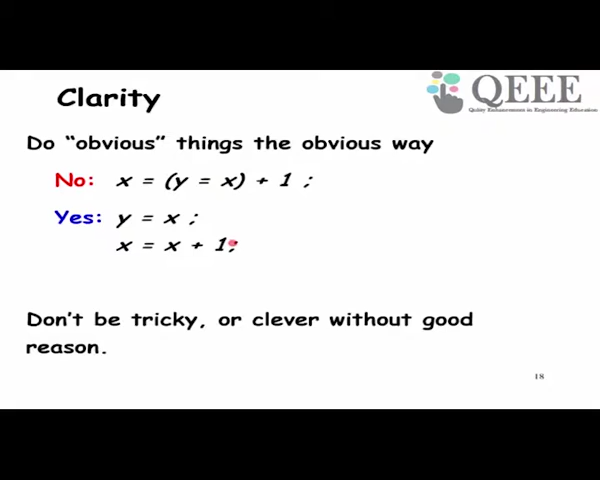 Clarity
QEEE
Quality Enhancements in Engineering Education
Do “obvious” things the obvious way
No: x = (y = x) + 1 ;
Yes: y = x ;
x = x + 1;
Don't be tricky, or clever without good
reason.
18